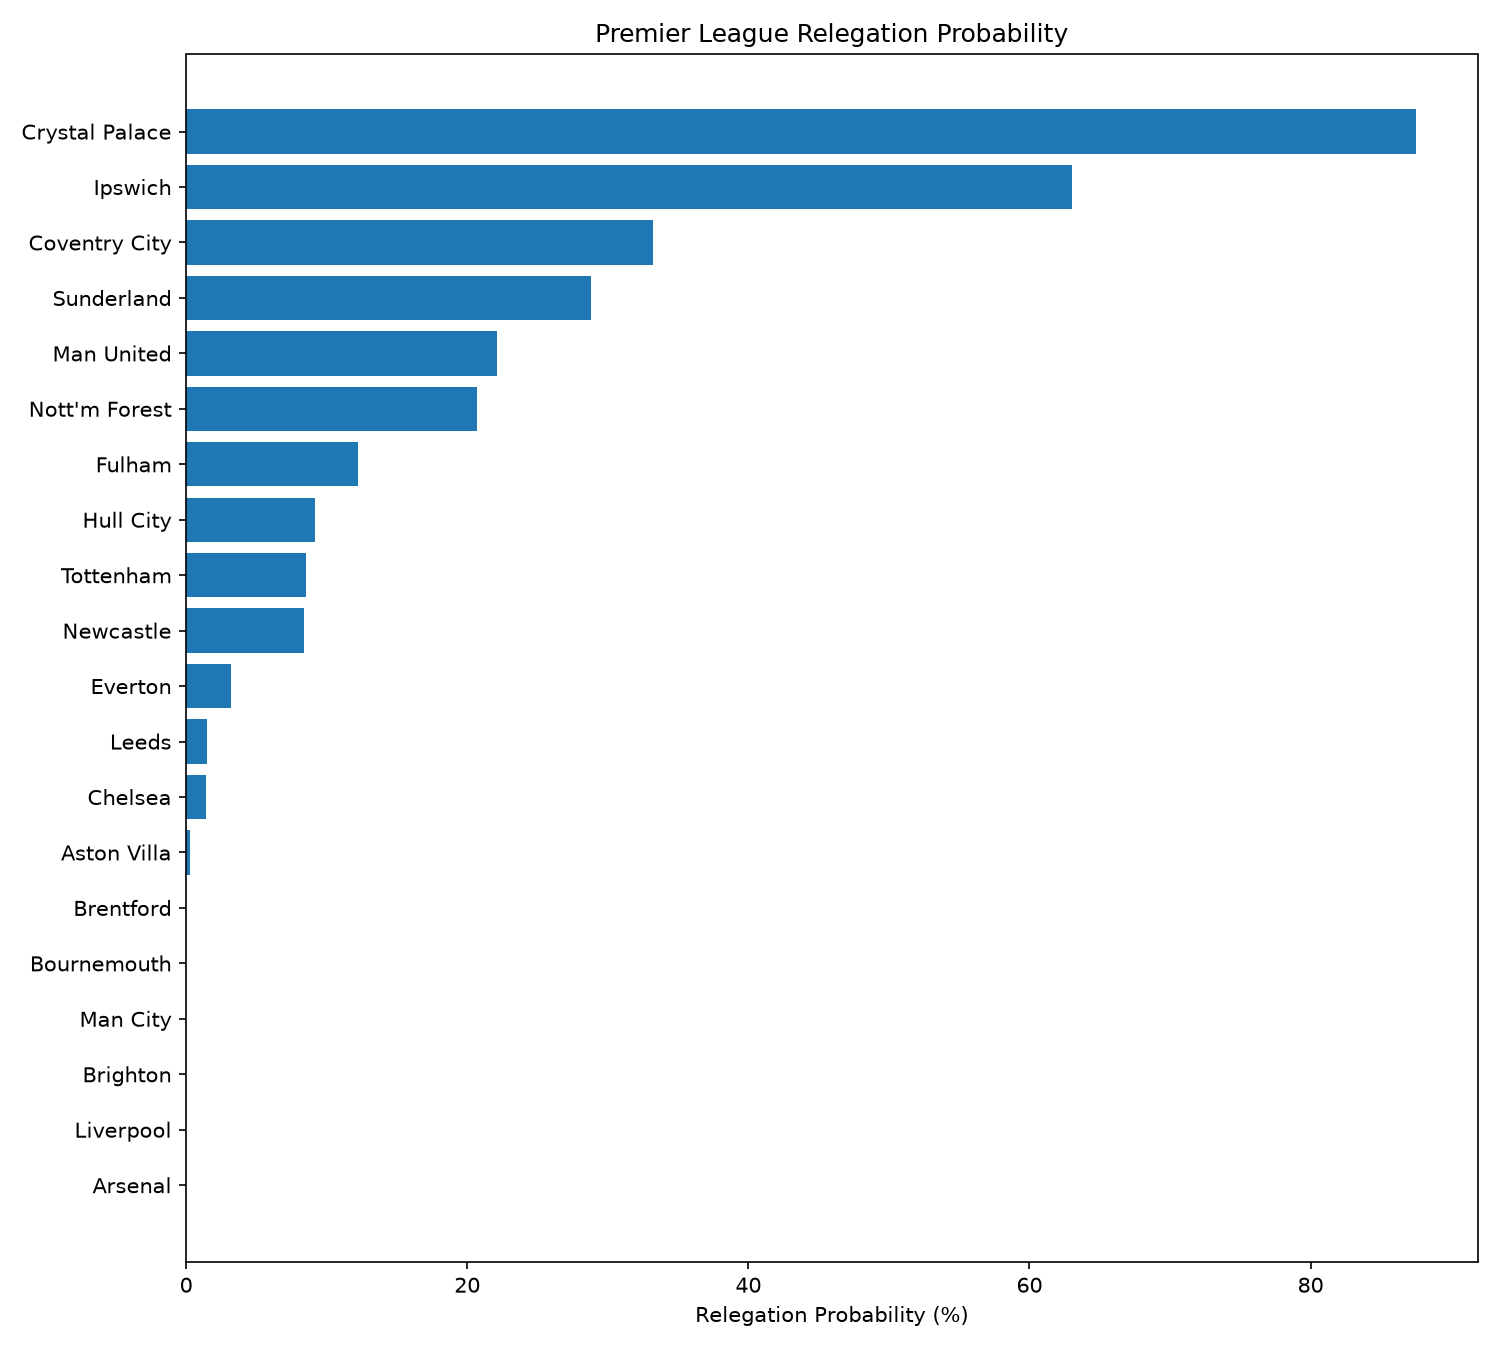 Premier League Relegation Probability
Crystal Palace
Ipswich
Coventry City
Sunderland
Man United
Nott'm Forest
Fulham
Hull City
Tottenham
Newcastle
Everton
Leeds
Chelsea
Aston Villa
Brentford
Bournemouth
Man City
Brighton
Liverpool
Arsenal
0 20 40 60 80
Relegation Probability (%)